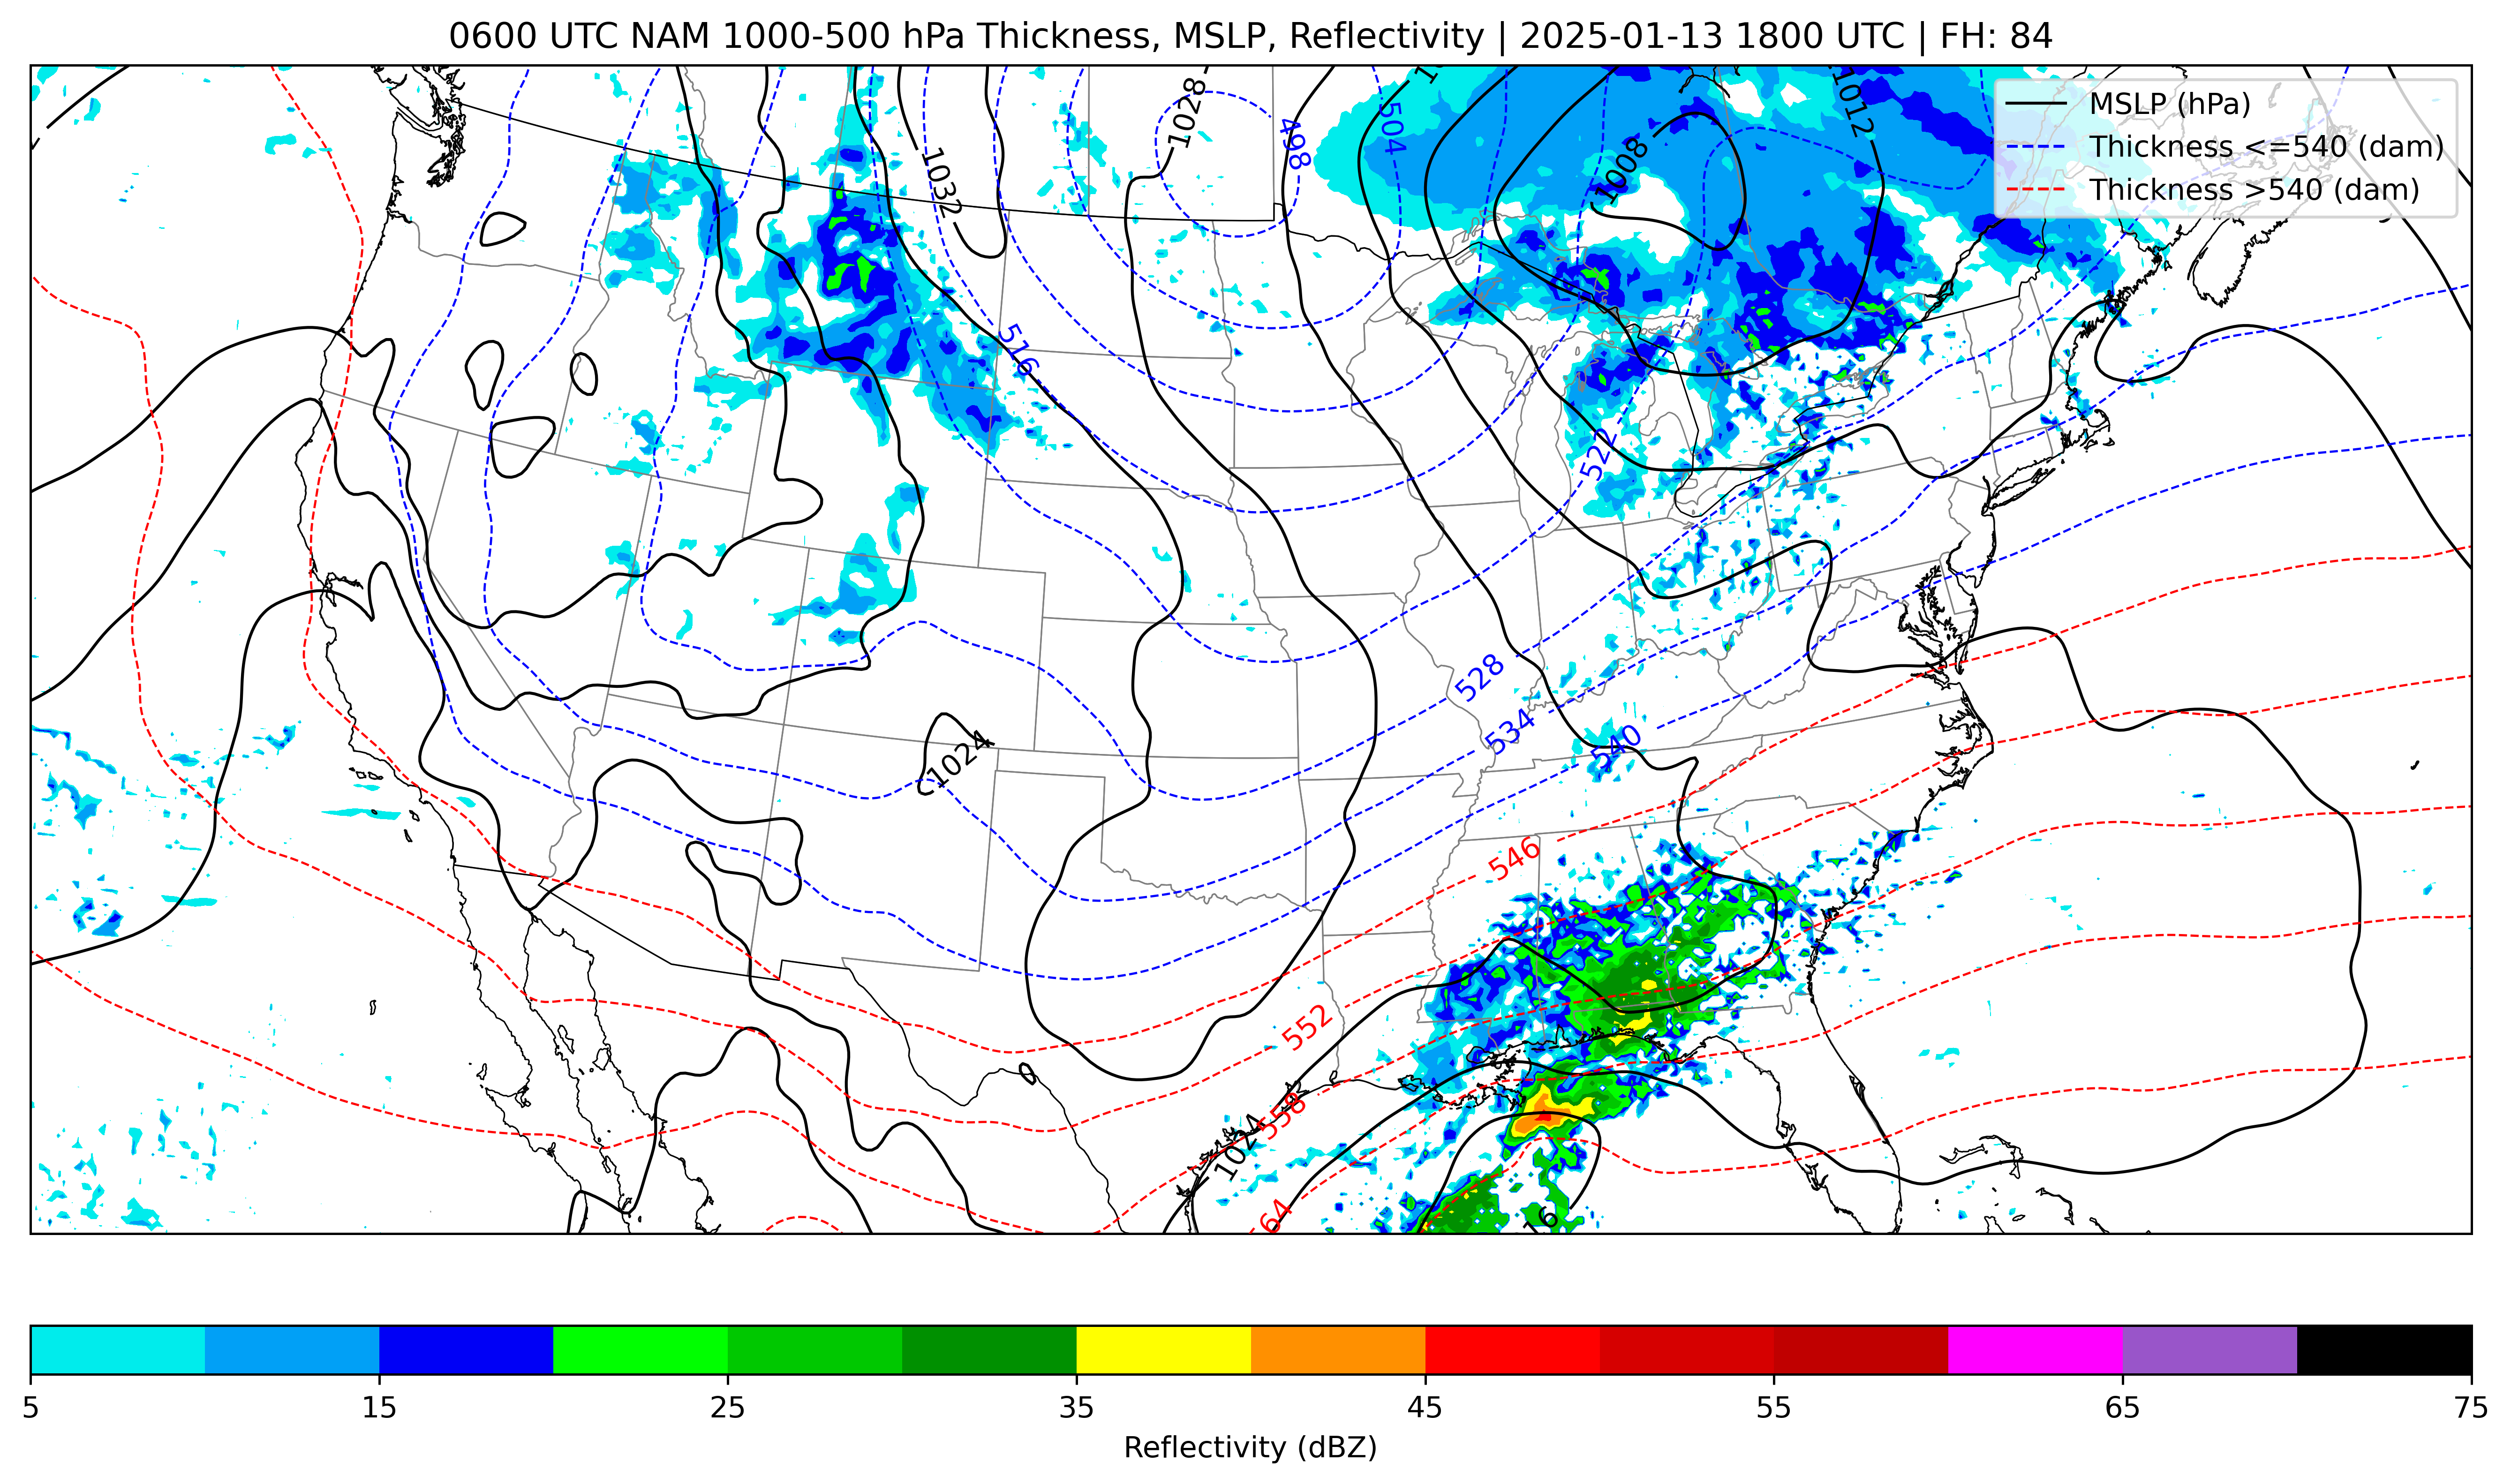 0600 UTC NAM 1000-500 hPa Thickness, MSLP, Reflectivity | 2025-01-13 1800 UTC | FH: 84
MSLP (hPa)
Thickness <=540 (dam)
Thickness >540 (dam)
1028
498
504
1012
1008
1032
516
522
528
534
540
1024
546
552
558
1024
5 15 25 35 45 55 65 75
Reflectivity (dBZ)